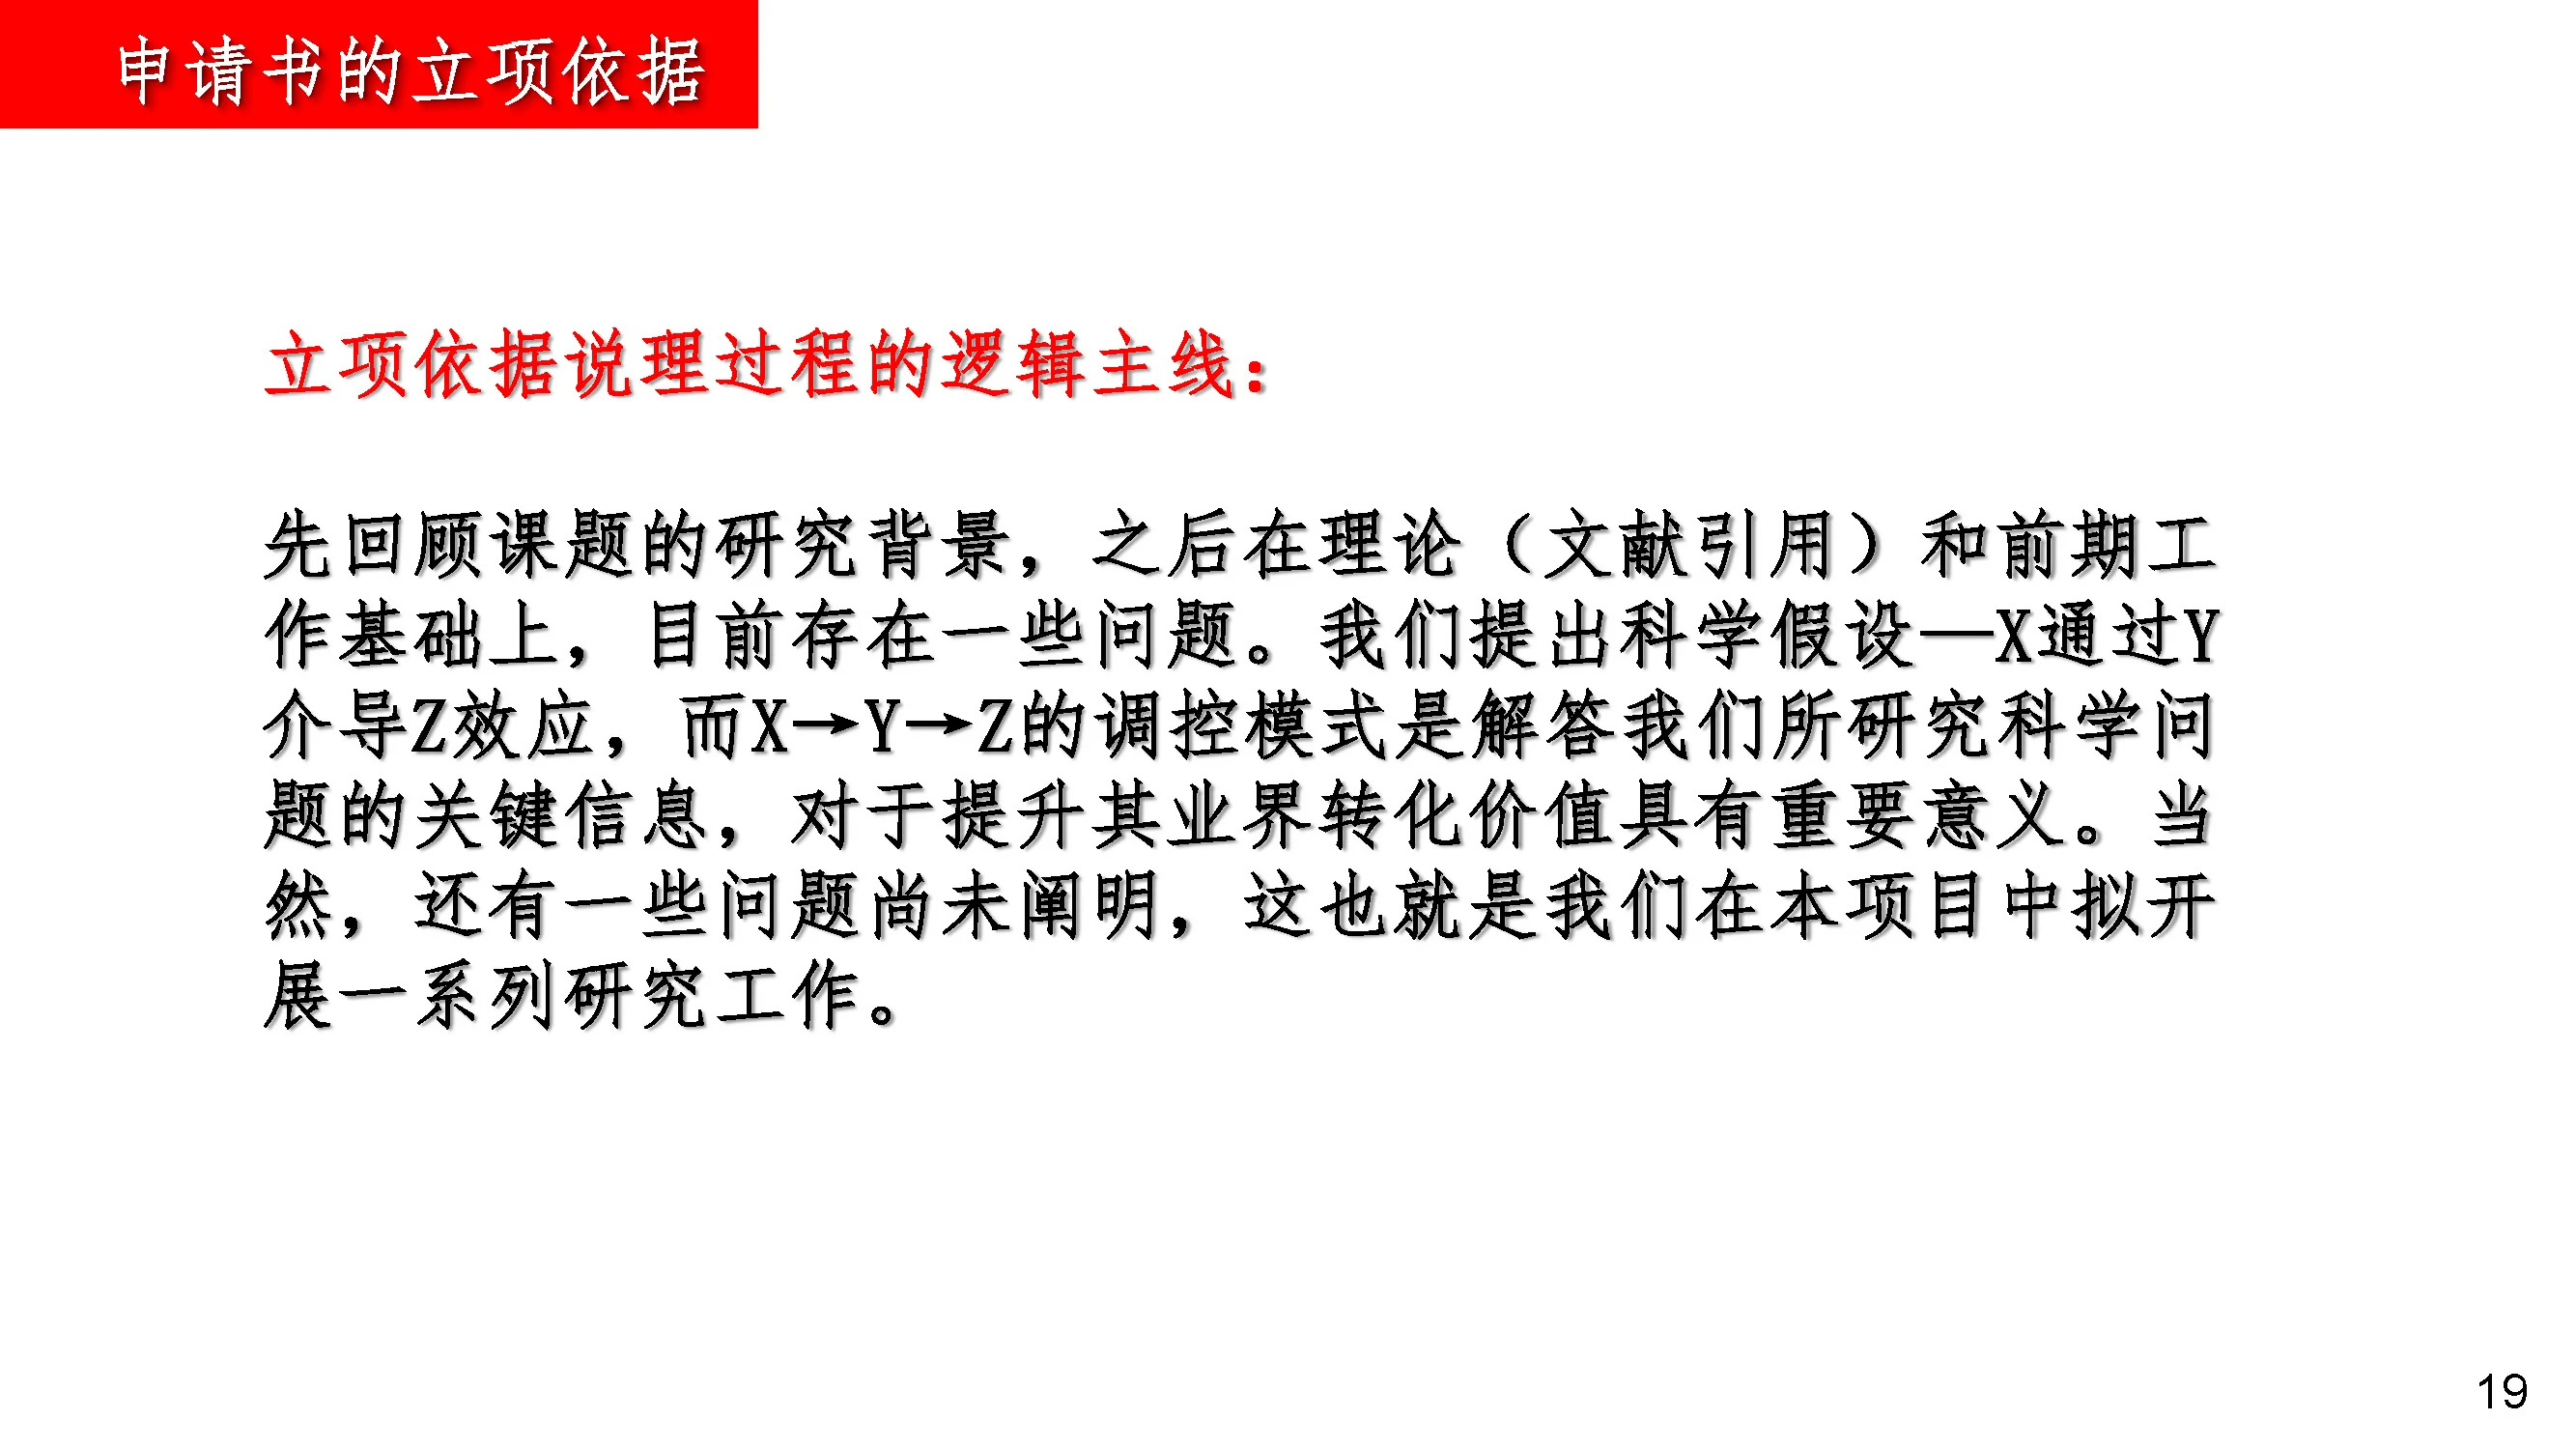 申请书的立项依据
立项依据说理过程的逻辑主线：
先回顾课题的研究背景，之后在理论（文献引用）和前期工
作基础上，目前存在一些问题。我们提出科学假设—X通过Y
介导Z效应，而X→Y→Z的调控模式是解答我们所研究科学问
题的关键信息，对于提升其业界转化价值具有重要意义。当
然，还有一些问题尚未阐明，这也就是我们在本项目中拟开
展一系列研究工作。
19